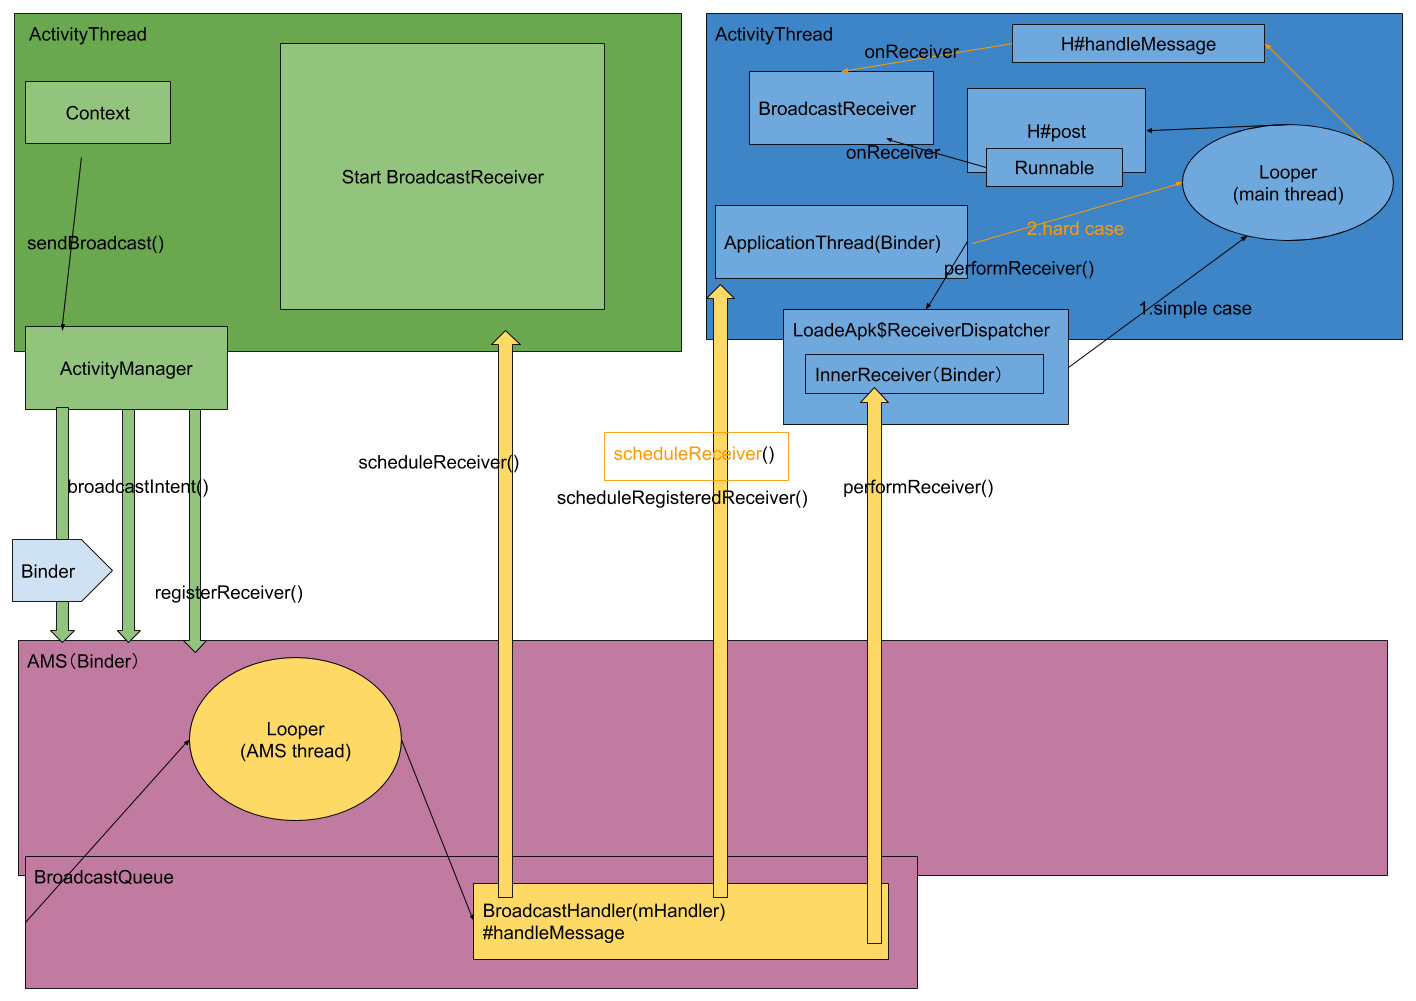 ActivityThread
Context
Start BroadcastReceiver
sendBroadcast()
ActivityManager
broadcastIntent()
Binder
registerReceiver()
scheduleReceiver()
ActivityThread
H#handleMessage
onReceiver
BroadcastReceiver
H#post
onReceiver
Runnable
Looper
(main thread)
2.hard case
ApplicationThread(Binder)
performReceiver()
1.simple case
LoadeApk$ReceiverDispatcher
InnerReceiver（Binder）
scheduleReceiver()
scheduleRegisteredReceiver()
performReceiver()
AMS（Binder）
Looper
(AMS thread)
BroadcastQueue
BroadcastHandler(mHandler)
#handleMessage